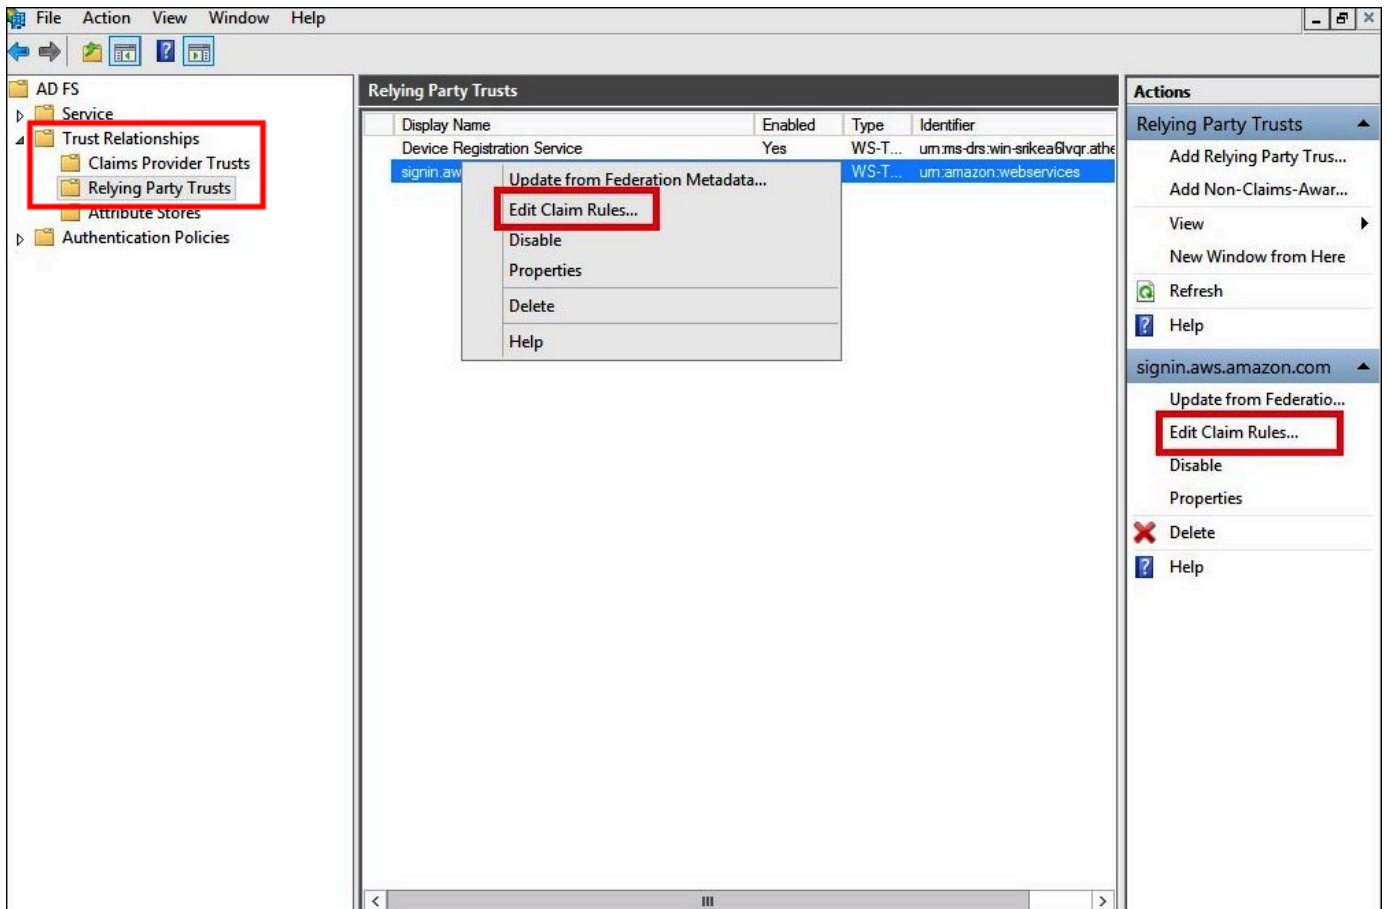 File Action View Window Help
AD FS
Service
Trust Relationships
Claims Provider Trusts
Relying Party Trusts
Attribute Stores
Authentication Policies
Relying Party Trusts
Display Name Enabled Type Identifier
Device Registration Service Yes WS-T... urn:ms-drs:win-srikea6lvqr.athe
signin.aw WS-T... urn:amazon:webservices
Update from Federation Metadata...
Edit Claim Rules...
Disable
Properties
Delete
Help
Actions
Relying Party Trusts
Add Relying Party Trus...
Add Non-Claims-Awar...
View
New Window from Here
Refresh
Help
signin.aws.amazon.com
Update from Federatio...
Edit Claim Rules...
Disable
Properties
Delete
Help